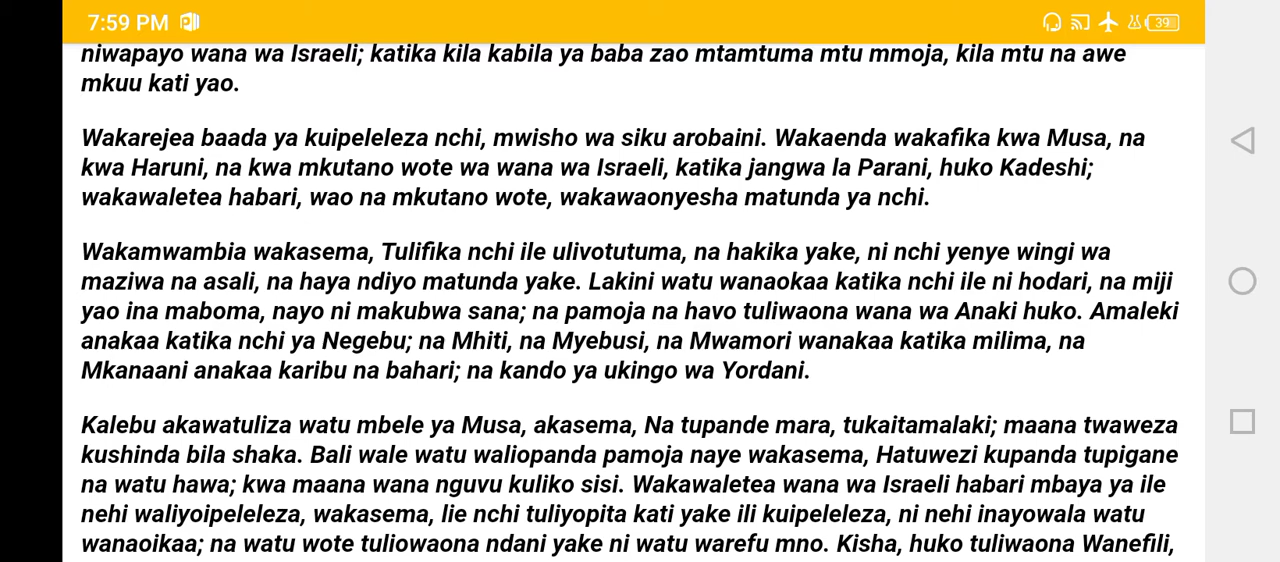 7:59 PM
39
niwapayo wana wa Israeli; katika kila kabila ya baba zao mtamtuma mtu mmoja, kila mtu na awe
mkuu kati yao.
Wakarejea baada ya kuipeleleza nchi, mwisho wa siku arobaini. Wakaenda wakafika kwa Musa, na
kwa Haruni, na kwa mkutano wote wa wana wa Israeli, katika jangwa la Parani, huko Kadeshi;
wakawaletea habari, wao na mkutano wote, wakawaonyesha matunda ya nchi.
Wakamwambia wakasema, Tulifika nchi ile ulivotutuma, na hakika yake, ni nchi yenye wingi wa
maziwa na asali, na haya ndiyo matunda yake. Lakini watu wanaokaa katika nchi ile ni hodari, na miji
yao ina maboma, nayo ni makubwa sana; na pamoja na havo tuliwaona wana wa Anaki huko. Amaleki
anakaa katika nchi ya Negebu; na Mhiti, na Myebusi, na Mwamori wanakaa katika milima, na
Mkanaani anakaa karibu na bahari; na kando ya ukingo wa Yordani.
Kalebu akawatuliza watu mbele ya Musa, akasema, Na tupande mara, tukaitamalaki; maana twaweza
kushinda bila shaka. Bali wale watu waliopanda pamoja naye wakasema, Hatuwezi kupanda tupigane
na watu hawa; kwa maana wana nguvu kuliko sisi. Wakawaletea wana wa Israeli habari mbaya ya ile
nehi waliyoipeleleza, wakasema, lie nchi tuliyopita kati yake ili kuipeleleza, ni nehi inayowala watu
wanaoikaa; na watu wote tuliowaona ndani yake ni watu warefu mno. Kisha, huko tuliwaona Wanefili,